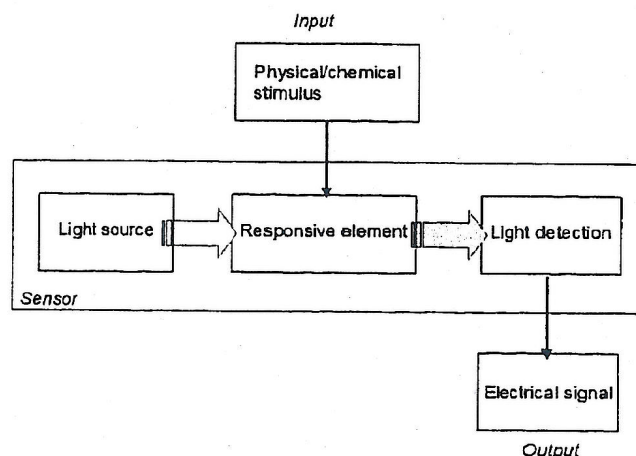 Input
Physical/chemical
stimulus
Light source
Responsive element
Light detection
Sensor
Electrical signal
Output